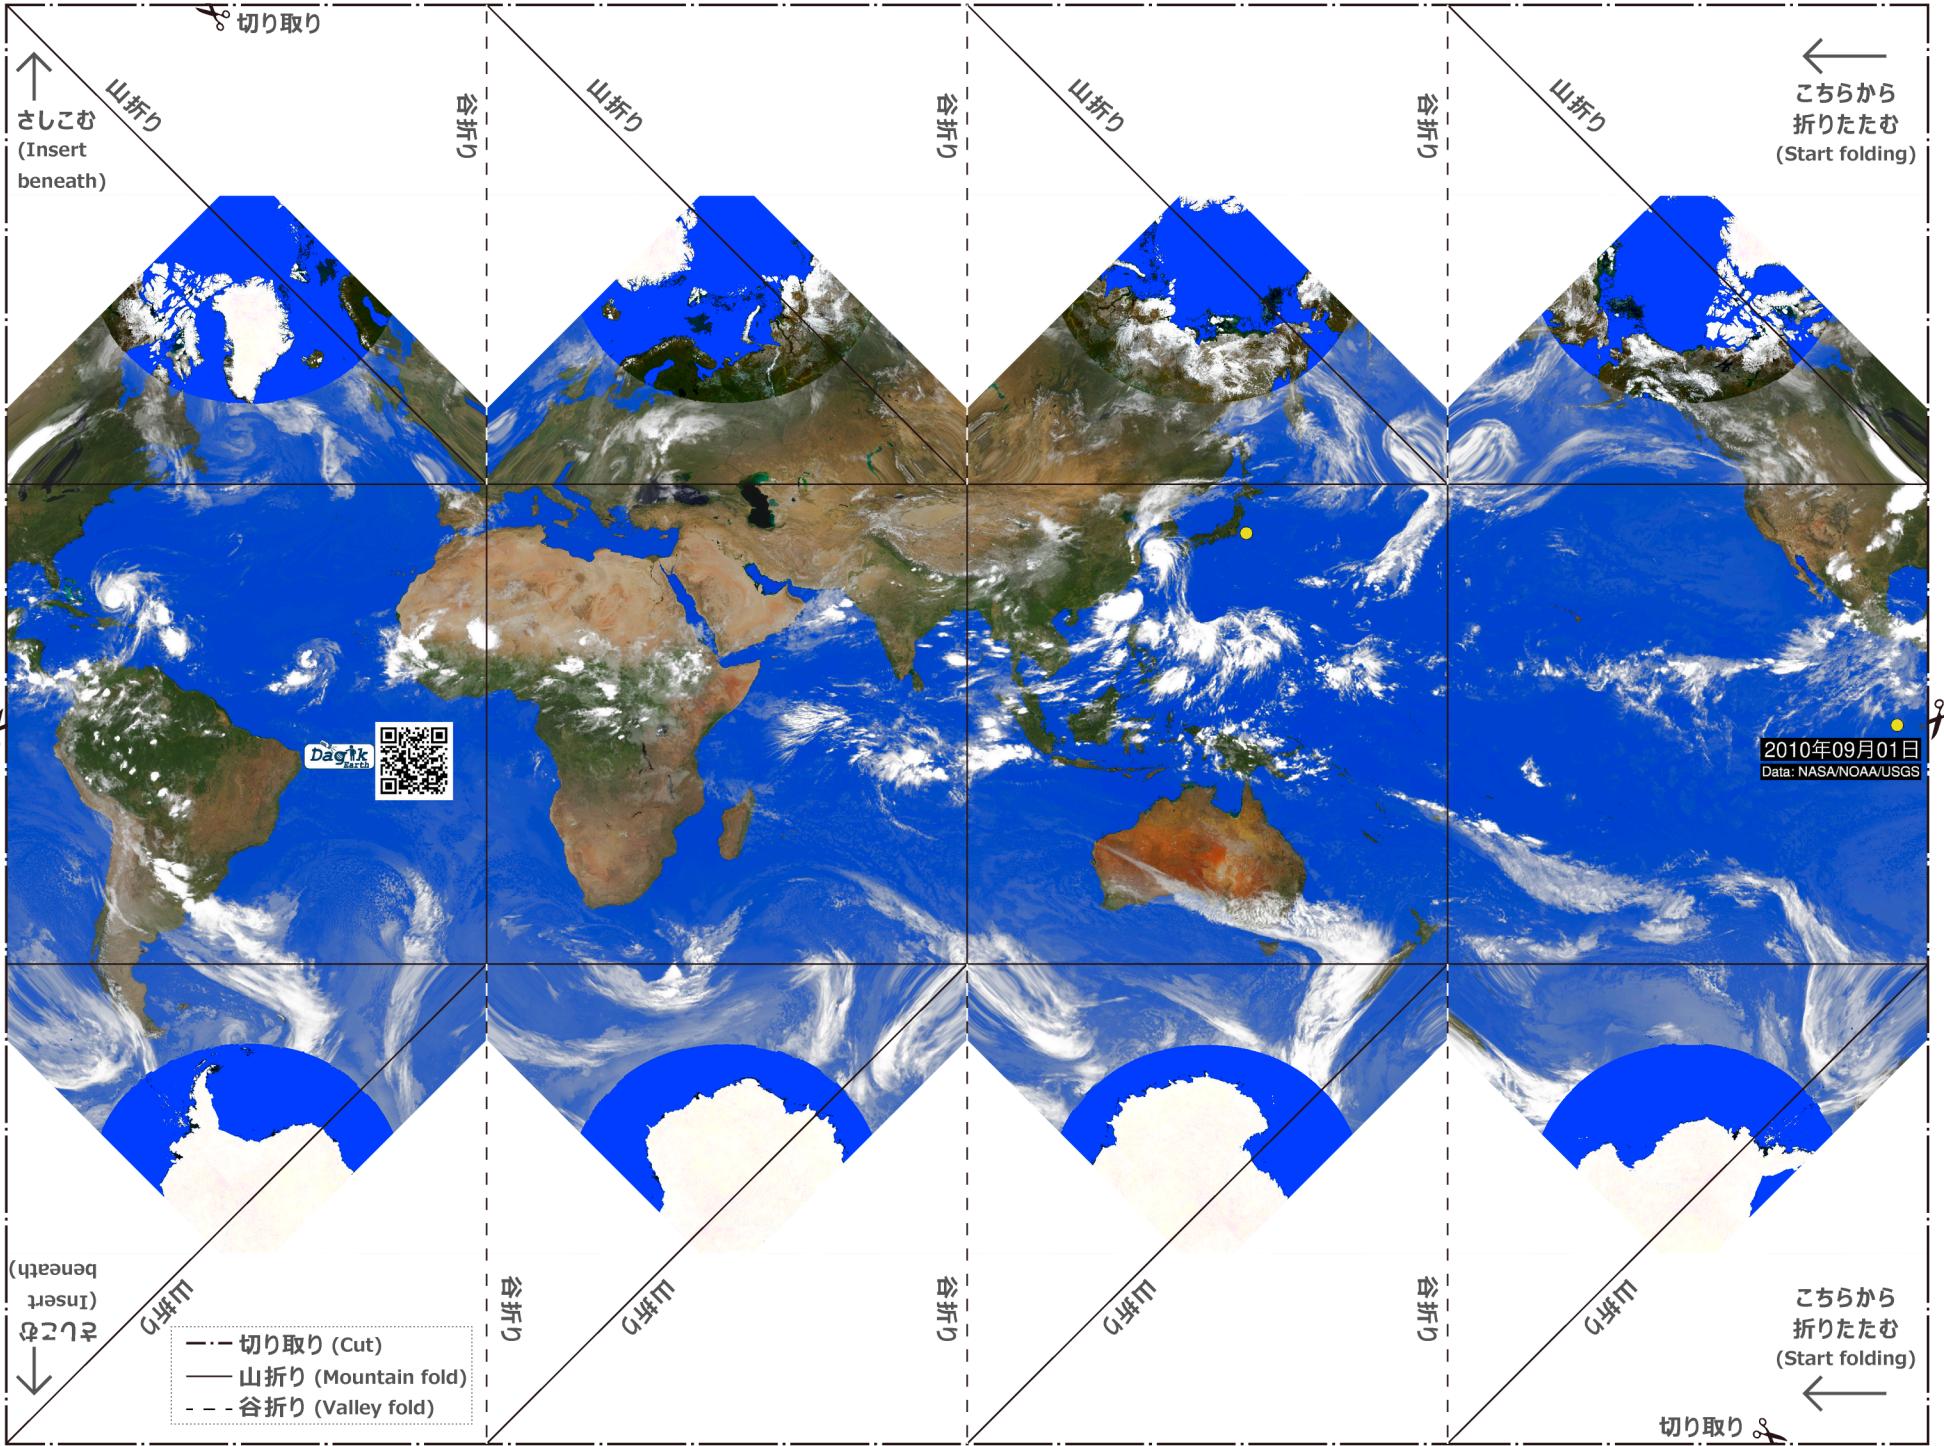 切り取り
山折り
谷折り
山折り
谷折り
山折り
谷折り
山折り
さしこむ
(Insert
beneath)
こちらから
折りたたむ
(Start folding)
Dagik
Earth
2010年09月01日
Data: NASA/NOAA/USGS
さしこむ
(Insert
beneath)
山折り
谷折り
山折り
谷折り
山折り
谷折り
山折り
こちらから
折りたたむ
(Start folding)
切り取り (Cut)
山折り (Mountain fold)
谷折り (Valley fold)
切り取り